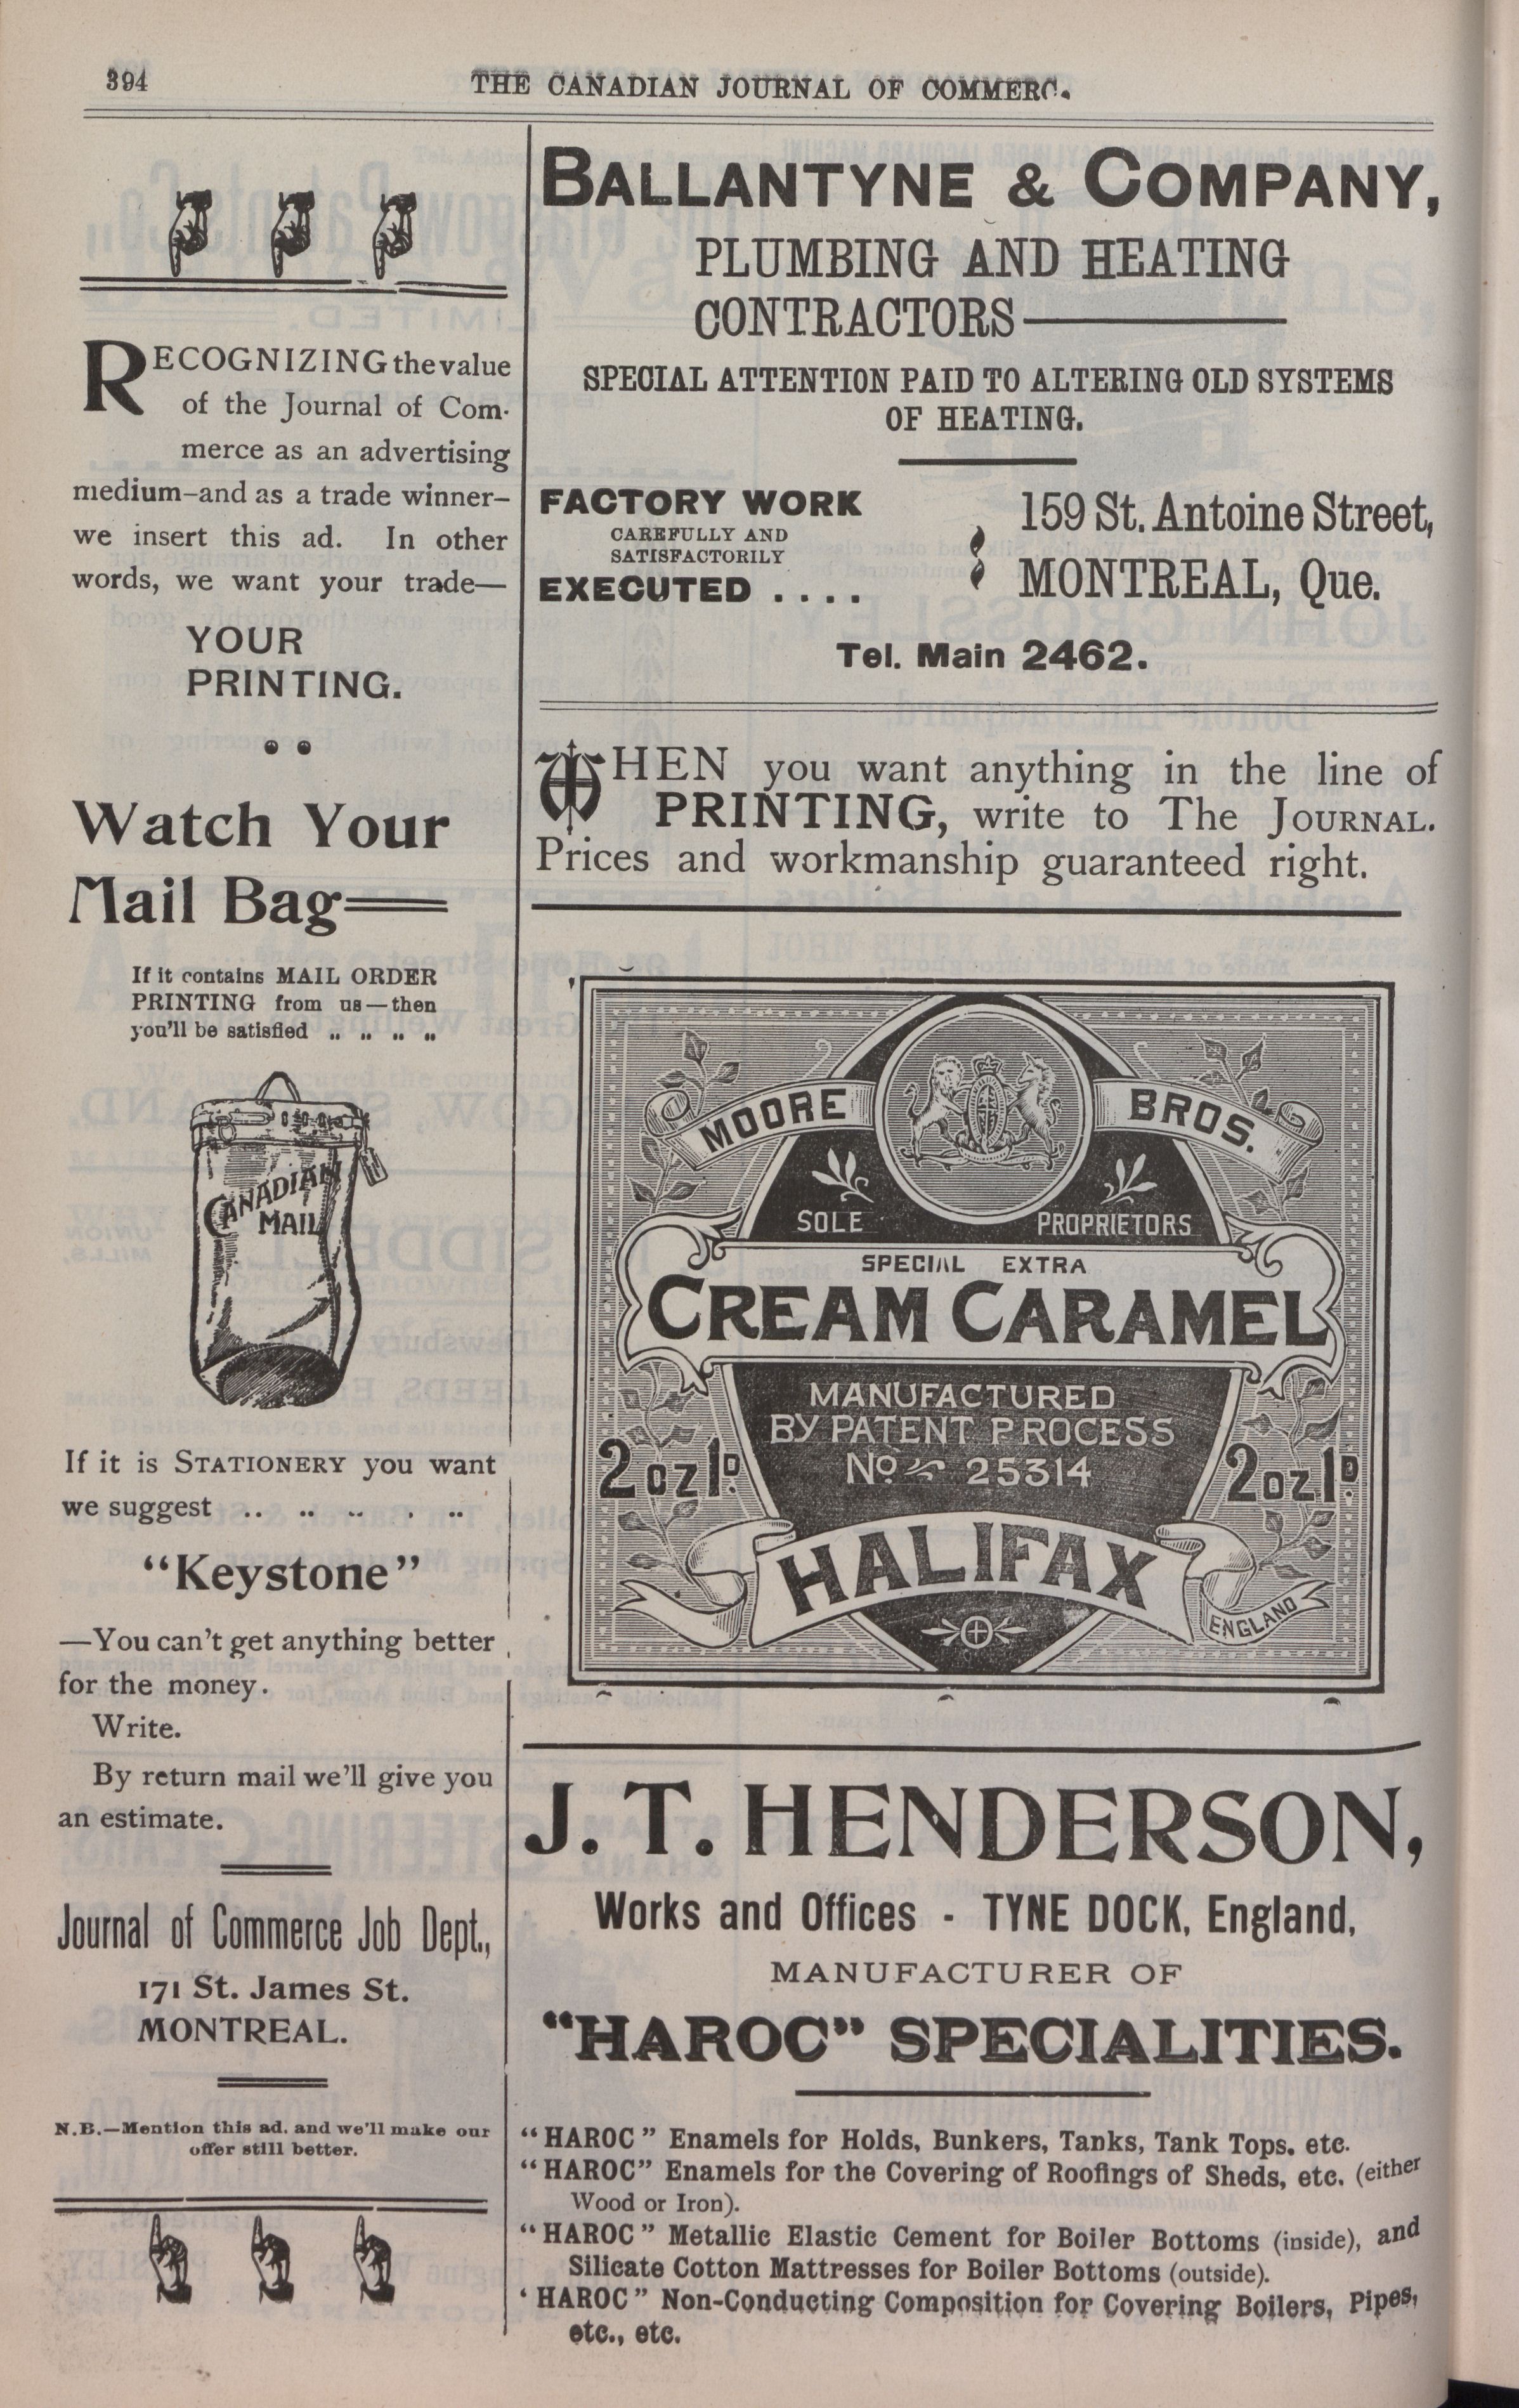 394
THE CANADIAN JOURNAL OF COMMERC.
RECOGNIZING the value
of the Journal of Com-
merce as an advertising
medium–and as a trade winner–
we insert this ad. In other
words, we want your trade—
YOUR
PRINTING.
Watch Your
Mail Bag
If it contains MAIL ORDER
PRINTING from us—then
you'll be satisfied „ „ „ „
CANADIAN
MAIL
If it is STATIONERY you want
we suggest .. .. .. . ..
"Keystone"
—You can't get anything better
for the money.
Write.
By return mail we'll give you
an estimate.
Journal of Commerce Job Dept.,
171 St. James St.
MONTREAL.
N.B.—Mention this ad. and we'll make our
offer still better.
BALLANTYNE & COMPANY,
PLUMBING AND HEATING
CONTRACTORS
SPECIAL ATTENTION PAID TO ALTERING OLD SYSTEMS
OF HEATING.
FACTORY WORK
CAREFULLY AND
SATISFACTORILY
EXECUTED . . . .
159 St. Antoine Street,
MONTREAL, Que.
Tel. Main 2462.
WHEN you want anything in the line of
PRINTING, write to The JOURNAL.
Prices and workmanship guaranteed right.
MOORE BROS.
SOLE PROPRIETORS
SPECIAL EXTRA
CREAM CARAMEL
MANUFACTURED
BY PATENT PROCESS
No 25314
2oz 1D. 2oz 1D.
HALIFAX
ENGLAND
J. T. HENDERSON,
Works and Offices - TYNE DOCK, England,
MANUFACTURER OF
"HAROC" SPECIALITIES.
"HAROC" Enamels for Holds, Bunkers, Tanks, Tank Tops. etc.
"HAROC" Enamels for the Covering of Roofings of Sheds, etc. (either
Wood or Iron).
"HAROC" Metallic Elastic Cement for Boiler Bottoms (inside), and
Silicate Cotton Mattresses for Boiler Bottoms (outside).
'HAROC" Non-Conducting Composition for Covering Boilers, Pipes,
etc., etc.